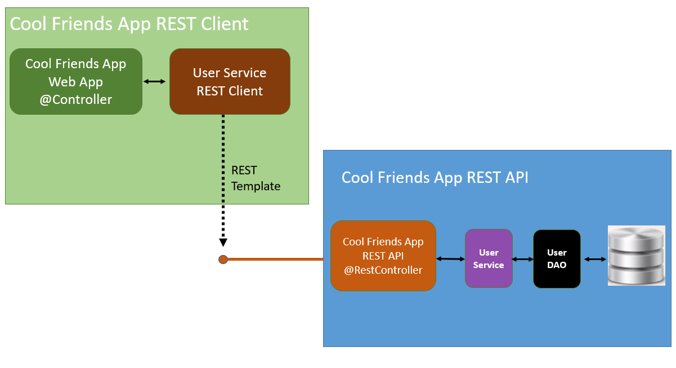 Cool Friends App REST Client
Cool Friends App
Web App
@Controller
User Service
REST Client
REST
Template
Cool Friends App REST API
Cool Friends App
REST API
@RestController
User
Service
User
DAO